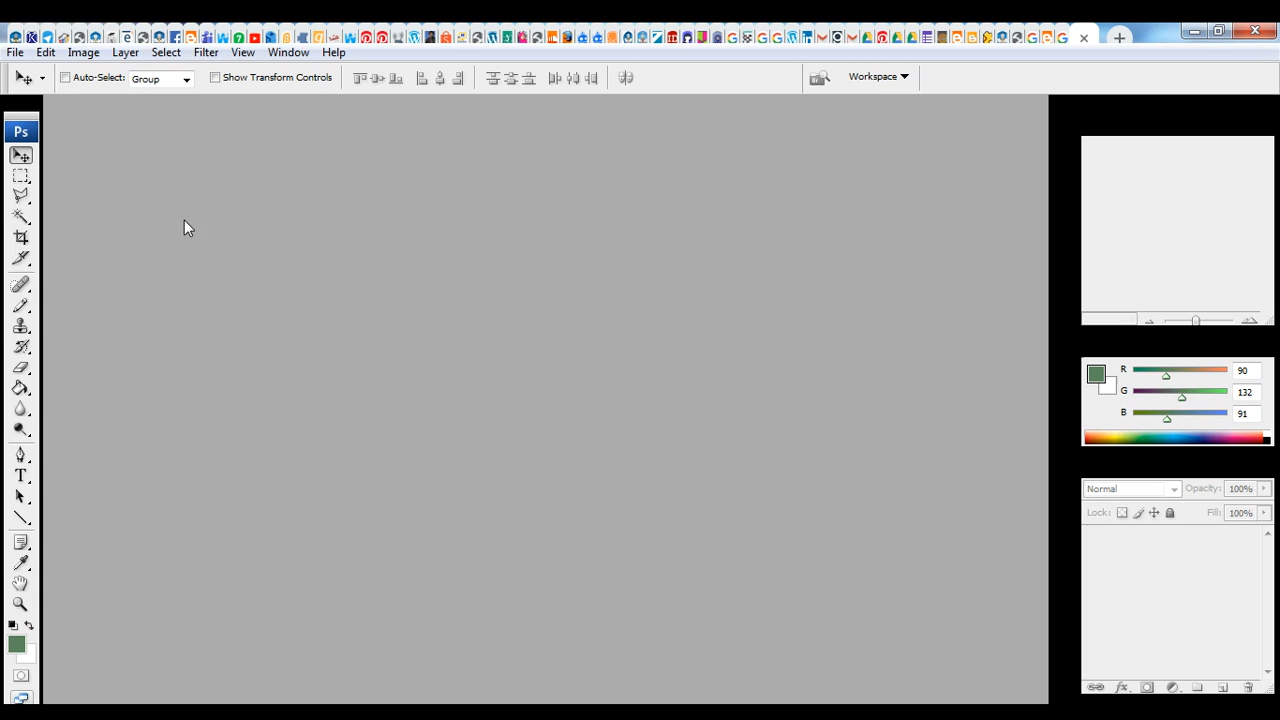 File Edit Image Layer Select Filter View Window Help
Auto-Select: Group Show Transform Controls Workspace
Ps
R 90
G 132
B 91
Normal Opacity: 100%
Lock: Fill: 100%
T
fx